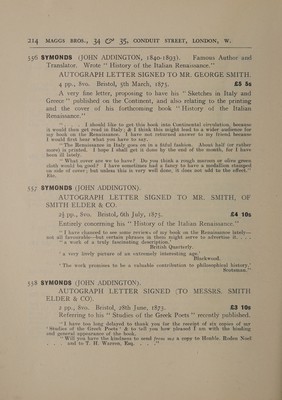 214 MAGGS BROS., 34 & 35, CONDUIT STREET, LONDON, W.
556 SYMONDS (JOHN ADDINGTON, 1840-1893). Famous Author and
Translator. Wrote "History of the Italian Renaissance."
AUTOGRAPH LETTER SIGNED TO MR. GEORGE SMITH.
4 pp., 8vo. Bristol, 5th March, 1875. £5 5s
A very fine letter, proposing to have his "Sketches in Italy and
Greece" published on the Continent, and also relating to the printing
and the cover of his forthcoming book "History of the Italian
Renaissance."
". . . I should like to get this book into Continental circulation, because
it would then get read in Italy; & I think this might lead to a wider audience for
my book on the Renaissance. I have not returned answer to my friend because
I would first hear what you have to say.
"The Renaissance in Italy goes on in a solid fashion. About half (or rather
more) is printed. I hope I shall get it done by the end of the month, for I have
been ill lately.
"What cover are we to have? Do you think a rough maroon or olive green
cloth would be good? I have sometimes had a fancy to have a medallion stamped
on side of cover; but unless this is very well done, it does not add to the effect."
Etc.
557 SYMONDS (JOHN ADDINGTON).
AUTOGRAPH LETTER SIGNED TO MR. SMITH, OF
SMITH ELDER & CO.
2½ pp., 8vo. Bristol, 6th July, 1875. £4 10s
Entirely concerning his "History of the Italian Renaissance."
"I have chanced to see some reviews of my book on the Renaissance lately—
not all favourable—but certain phrases in them might serve to advertise it. . . .
'a work of a truly fascinating description.'
British Quarterly.
'a very lively picture of an extremely interesting age.'
Blackwood.
'The work promises to be a valuable contribution to philosophical history.'
Scotsman."
558 SYMONDS (JOHN ADDINGTON).
AUTOGRAPH LETTER SIGNED (TO MESSRS. SMITH
ELDER & CO).
2 pp., 8vo. Bristol, 28th June, 1873. £3 10s
Referring to his "Studies of the Greek Poets" recently published.
"I have too long delayed to thank you for the receipt of six copies of my
'Studies of the Greek Poets' & to tell you how pleased I am with the binding
and general appearance of the book.
"Will you have the kindness to send from me a copy to Honble. Roden Noel
. . . and to T. H. Warren, Esq. . . ."